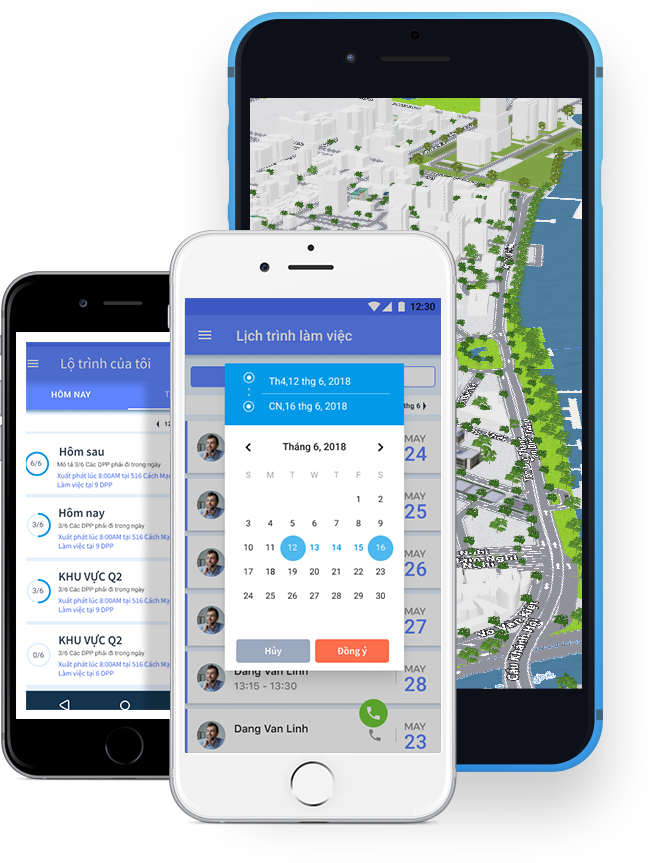 Lộ trình của tôi
HÔM NAY
T
12
6/6
Hôm sau
Mô tả 3/6 Các DPP phải đi trong ngày
Xuất phát lúc 8:00AM tại 516 Cách Mạ
Làm việc tại 9 DPP
3/6
Hôm nay
3/6 Các DPP phải đi trong ngày
Xuất phát lúc 8:00AM tại 516 Cách Mạ
Làm việc tại 9 DPP
3/6
KHU VỰC Q2
3/6 Các DPP phải đi trong ngày
Xuất phát lúc 8:00AM tại 516 Cách Mạ
Làm việc tại 9 DPP
0/6
KHU VỰC Q2
3/6 Các DPP phải đi trong ngày
Xuất phát lúc 8:00AM tại 516 Cách Mạ
Làm việc tại 6 DPP
12:30
Lịch trình làm việc
Th4,12 thg 6, 2018
CN,16 thg 6, 2018
thg 6
Tháng 6, 2018
S M T W T F S
1 2
3 4 5 6 7 8 9
10 11 12 13 14 15 16
17 18 19 20 21 22 23
24 25 26 27 28 29 30
Hủy
Đồng ý
MAY
24
MAY
25
MAY
26
MAY
27
Dang Van Linh
13:15 - 13:30
MAY
28
Dang Van Linh
MAY
23
Cầu Khánh Hội